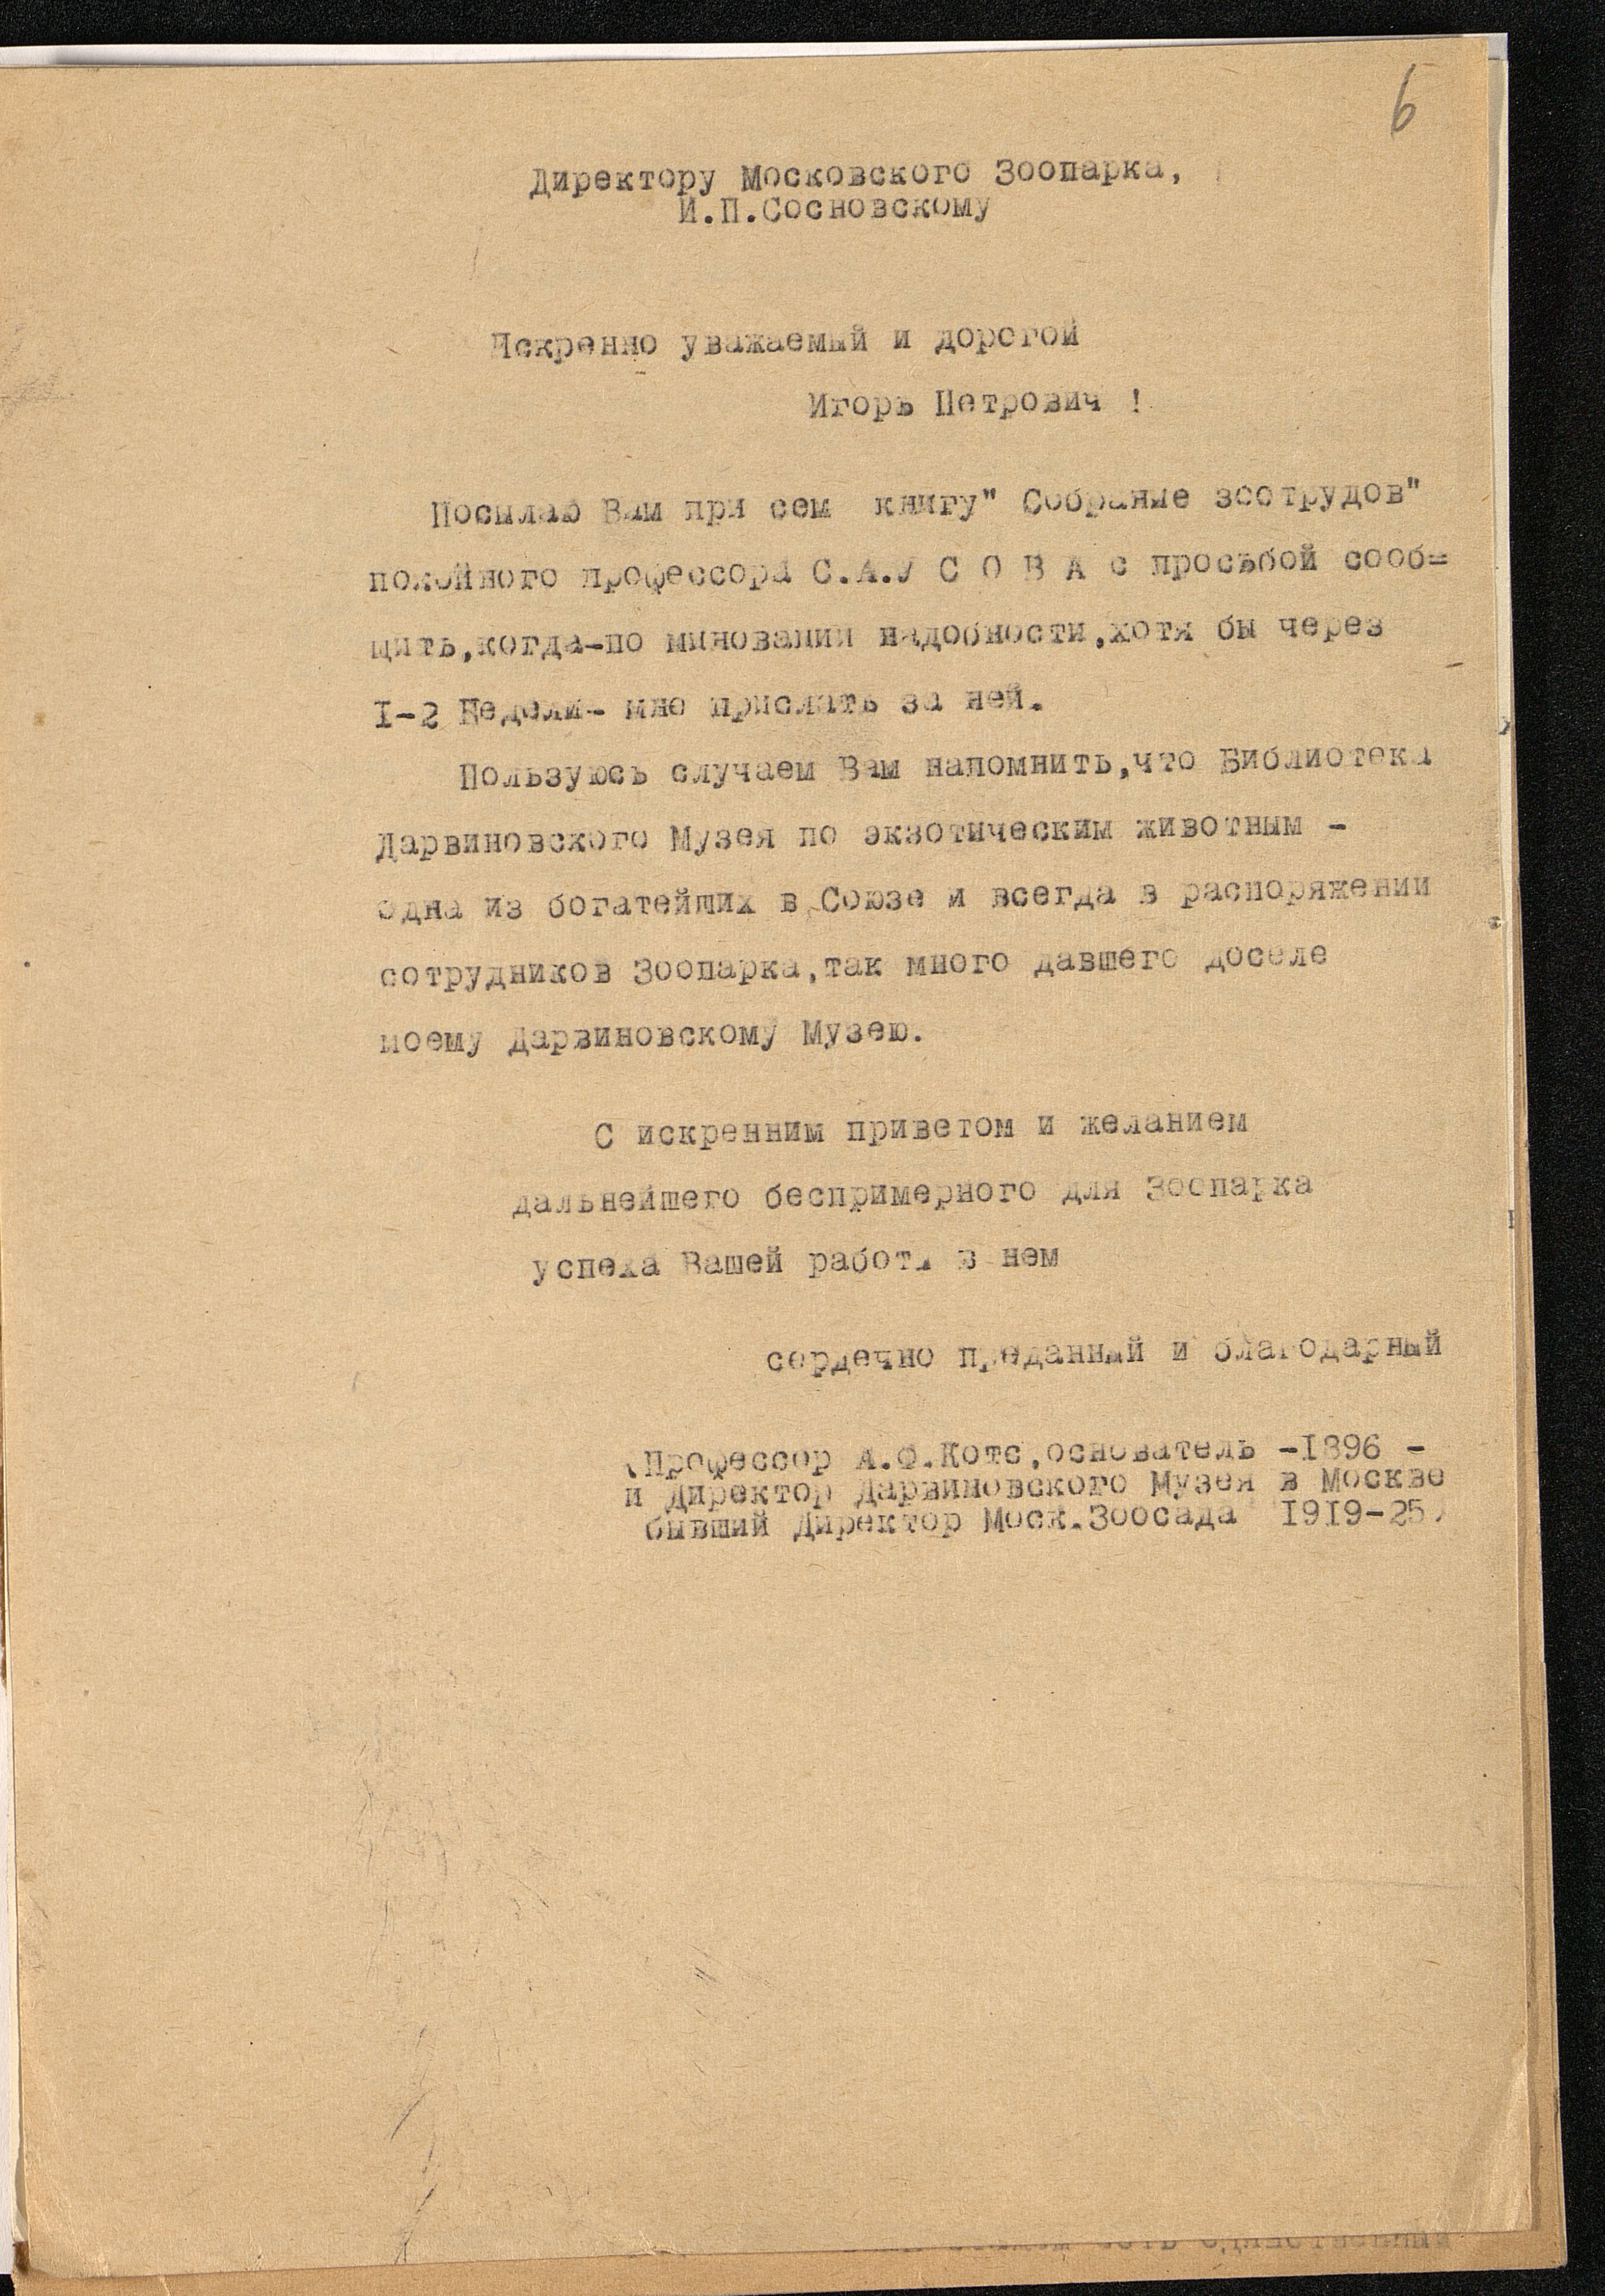 6
Директору Московского Зоопарка,
И.П.Сосновскому
Искренно уважаемый и дорогой
Игорь Петрович !
Посылаю Вам при сем книгу" Собрание зоотрудов"
покойного профессора С.А.У С О В А с просьбой сооб=
щить,когда-по миновании надобности,хотя бы через
I-2 Недели- мне прислать за ней.
Пользуюсь случаем Вам напомнить,что Библиотека
Дарвиновского Музея по экзотическим животным -
одна из богатейших в Союзе и всегда в распоряжении
сотрудников Зоопарка,так много давшего доселе
моему Дарвиновскому Музею.
С искренним приветом и желанием
дальнейшего беспримерного для Зоопарка
успеха Вашей работы в нем
сердечно преданный и благодарный
(Профессор А.Ф.Котс,основатель -I896 -
и Директор Дарвиновского Музея в Москве
бывший Директор Моск.Зоосада I9I9-25)